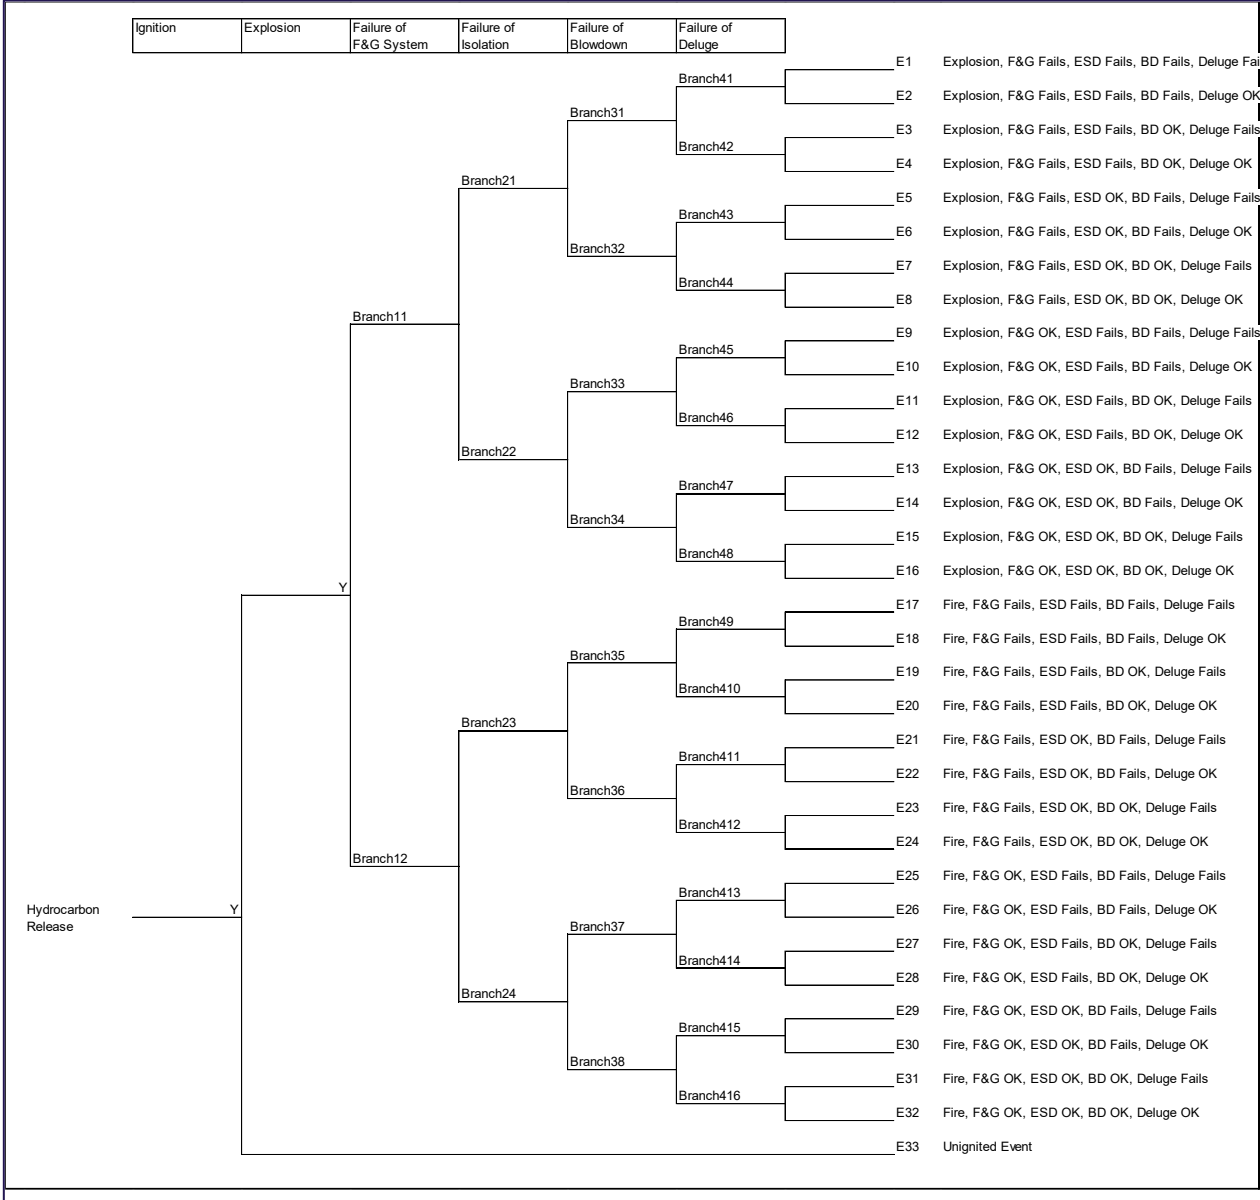 Ignition
Explosion
Failure of
F&G System
Failure of
Isolation
Failure of
Blowdown
Failure of
Deluge
E1 Explosion, F&G Fails, ESD Fails, BD Fails, Deluge Fai
Branch41
E2 Explosion, F&G Fails, ESD Fails, BD Fails, Deluge OK
Branch31
E3 Explosion, F&G Fails, ESD Fails, BD OK, Deluge Fails
Branch42
E4 Explosion, F&G Fails, ESD Fails, BD OK, Deluge OK
Branch21
E5 Explosion, F&G Fails, ESD OK, BD Fails, Deluge Fails
Branch43
E6 Explosion, F&G Fails, ESD OK, BD Fails, Deluge OK
Branch32
E7 Explosion, F&G Fails, ESD OK, BD OK, Deluge Fails
Branch44
E8 Explosion, F&G Fails, ESD OK, BD OK, Deluge OK
Branch11
E9 Explosion, F&G OK, ESD Fails, BD Fails, Deluge Fails
Branch45
E10 Explosion, F&G OK, ESD Fails, BD Fails, Deluge OK
Branch33
E11 Explosion, F&G OK, ESD Fails, BD OK, Deluge Fails
Branch46
E12 Explosion, F&G OK, ESD Fails, BD OK, Deluge OK
Branch22
E13 Explosion, F&G OK, ESD OK, BD Fails, Deluge Fails
Branch47
E14 Explosion, F&G OK, ESD OK, BD Fails, Deluge OK
Branch34
E15 Explosion, F&G OK, ESD OK, BD OK, Deluge Fails
Branch48
E16 Explosion, F&G OK, ESD OK, BD OK, Deluge OK
Y
E17 Fire, F&G Fails, ESD Fails, BD Fails, Deluge Fails
Branch49
E18 Fire, F&G Fails, ESD Fails, BD Fails, Deluge OK
Branch35
E19 Fire, F&G Fails, ESD Fails, BD OK, Deluge Fails
Branch410
E20 Fire, F&G Fails, ESD Fails, BD OK, Deluge OK
Branch23
E21 Fire, F&G Fails, ESD OK, BD Fails, Deluge Fails
Branch411
E22 Fire, F&G Fails, ESD OK, BD Fails, Deluge OK
Branch36
E23 Fire, F&G Fails, ESD OK, BD OK, Deluge Fails
Branch412
E24 Fire, F&G Fails, ESD OK, BD OK, Deluge OK
Branch12
E25 Fire, F&G OK, ESD Fails, BD Fails, Deluge Fails
Branch413
E26 Fire, F&G OK, ESD Fails, BD Fails, Deluge OK
Hydrocarbon
Release
Y
Branch37
E27 Fire, F&G OK, ESD Fails, BD OK, Deluge Fails
Branch414
E28 Fire, F&G OK, ESD Fails, BD OK, Deluge OK
Branch24
E29 Fire, F&G OK, ESD OK, BD Fails, Deluge Fails
Branch415
E30 Fire, F&G OK, ESD OK, BD Fails, Deluge OK
Branch38
E31 Fire, F&G OK, ESD OK, BD OK, Deluge Fails
Branch416
E32 Fire, F&G OK, ESD OK, BD OK, Deluge OK
E33 Unignited Event